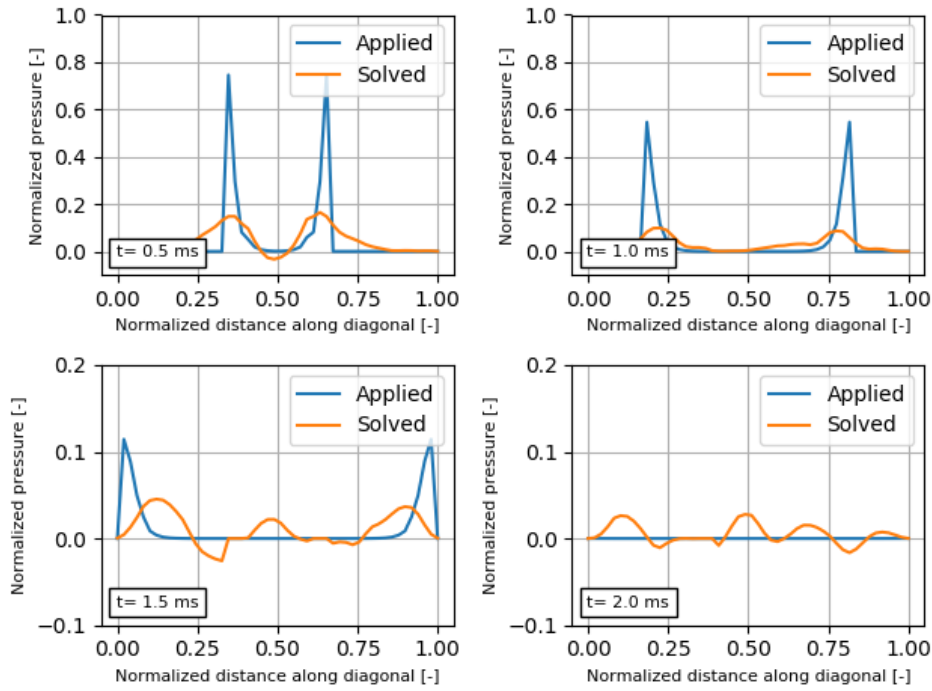 1.0
0.8
0.6
0.4
0.2
0.0
Normalized pressure [-]
Applied
Solved
t= 0.5 ms
0.00 0.25 0.50 0.75 1.00
Normalized distance along diagonal [-]
1.0
0.8
0.6
0.4
0.2
0.0
Normalized pressure [-]
Applied
Solved
t= 1.0 ms
0.00 0.25 0.50 0.75 1.00
Normalized distance along diagonal [-]
0.2
0.1
0.0
−0.1
Normalized pressure [-]
Applied
Solved
t= 1.5 ms
0.00 0.25 0.50 0.75 1.00
Normalized distance along diagonal [-]
0.2
0.1
0.0
−0.1
Normalized pressure [-]
Applied
Solved
t= 2.0 ms
0.00 0.25 0.50 0.75 1.00
Normalized distance along diagonal [-]